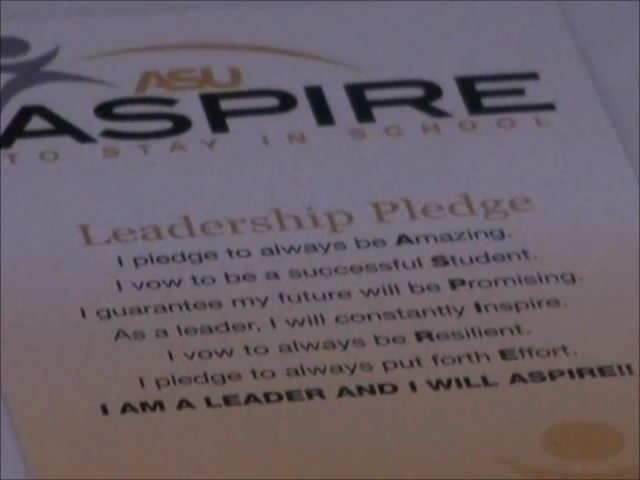 ASU
ASPIRE
TO STAY IN SCHOOL
Leadership Pledge
I pledge to always be Amazing.
I vow to be a successful Student.
I guarantee my future will be Promising.
As a leader, I will constantly Inspire.
I vow to always be Resilient.
I pledge to always put forth Effort.
I AM A LEADER AND I WILL ASPIRE!!